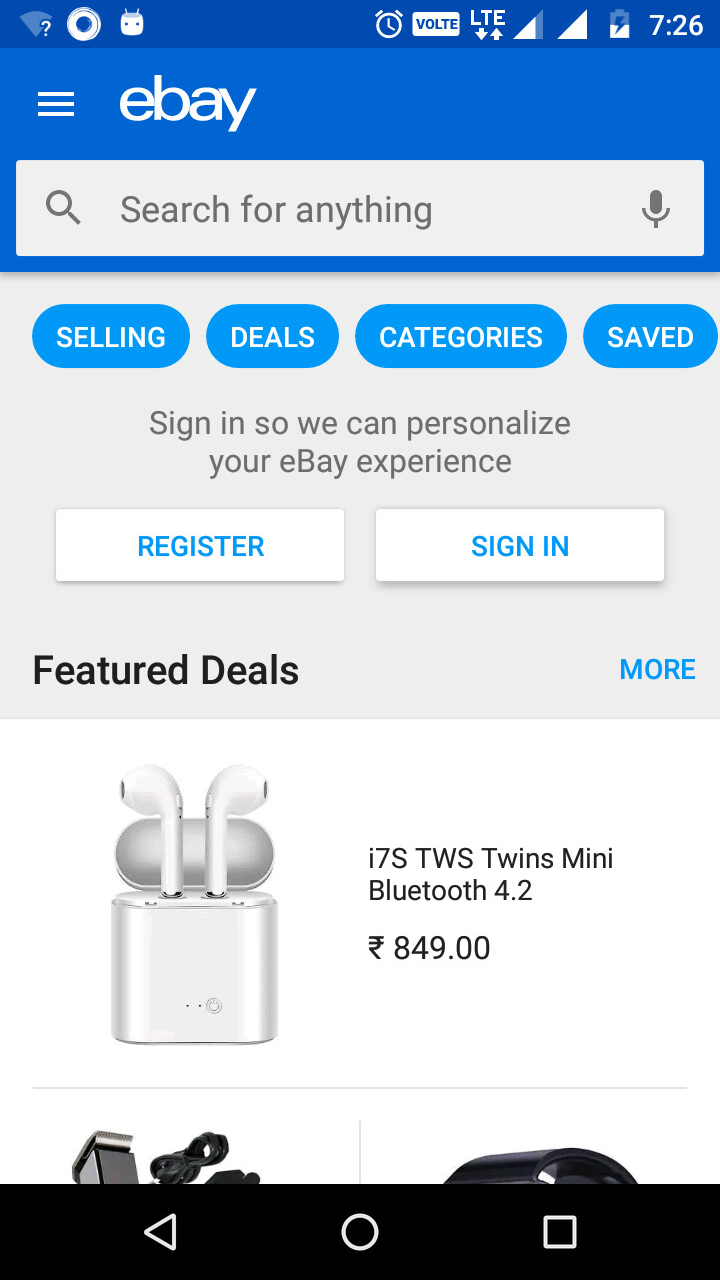 VOLTE LTE 7:26
ebay
Search for anything
SELLING DEALS CATEGORIES SAVED
Sign in so we can personalize
your eBay experience
REGISTER SIGN IN
Featured Deals MORE
i7S TWS Twins Mini
Bluetooth 4.2
₹ 849.00